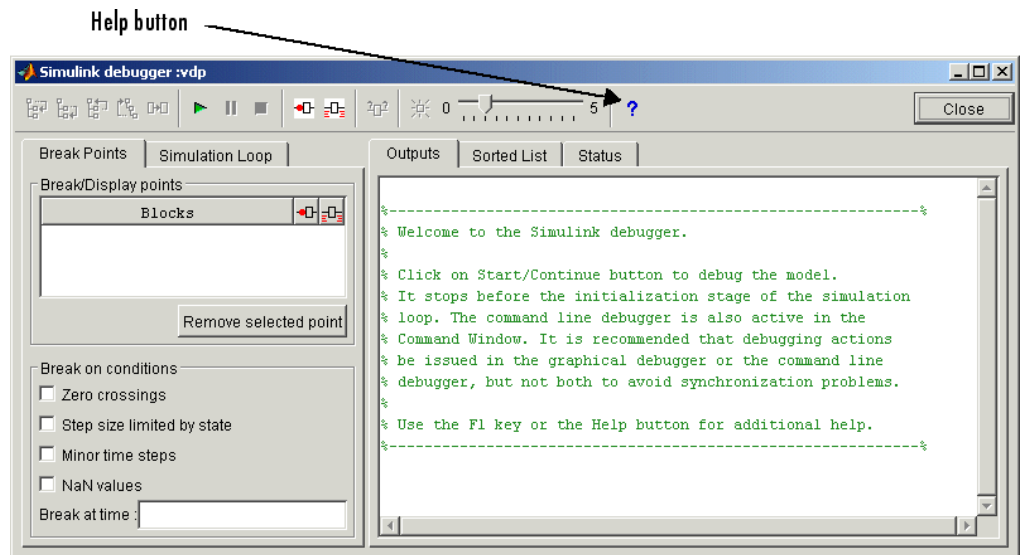 Help button
Simulink debugger :vdp
0 5 ? Close
Break Points Simulation Loop Outputs Sorted List Status
Break/Display points
Blocks
Remove selected point
Break on conditions
Zero crossings
Step size limited by state
Minor time steps
NaN values
Break at time :
%------------------------------------------------------------%
% Welcome to the Simulink debugger.
%
% Click on Start/Continue button to debug the model.
% It stops before the initialization stage of the simulation
% loop. The command line debugger is also active in the
% Command Window. It is recommended that debugging actions
% be issued in the graphical debugger or the command line
% debugger, but not both to avoid synchronization problems.
%
% Use the F1 key or the Help button for additional help.
%------------------------------------------------------------%